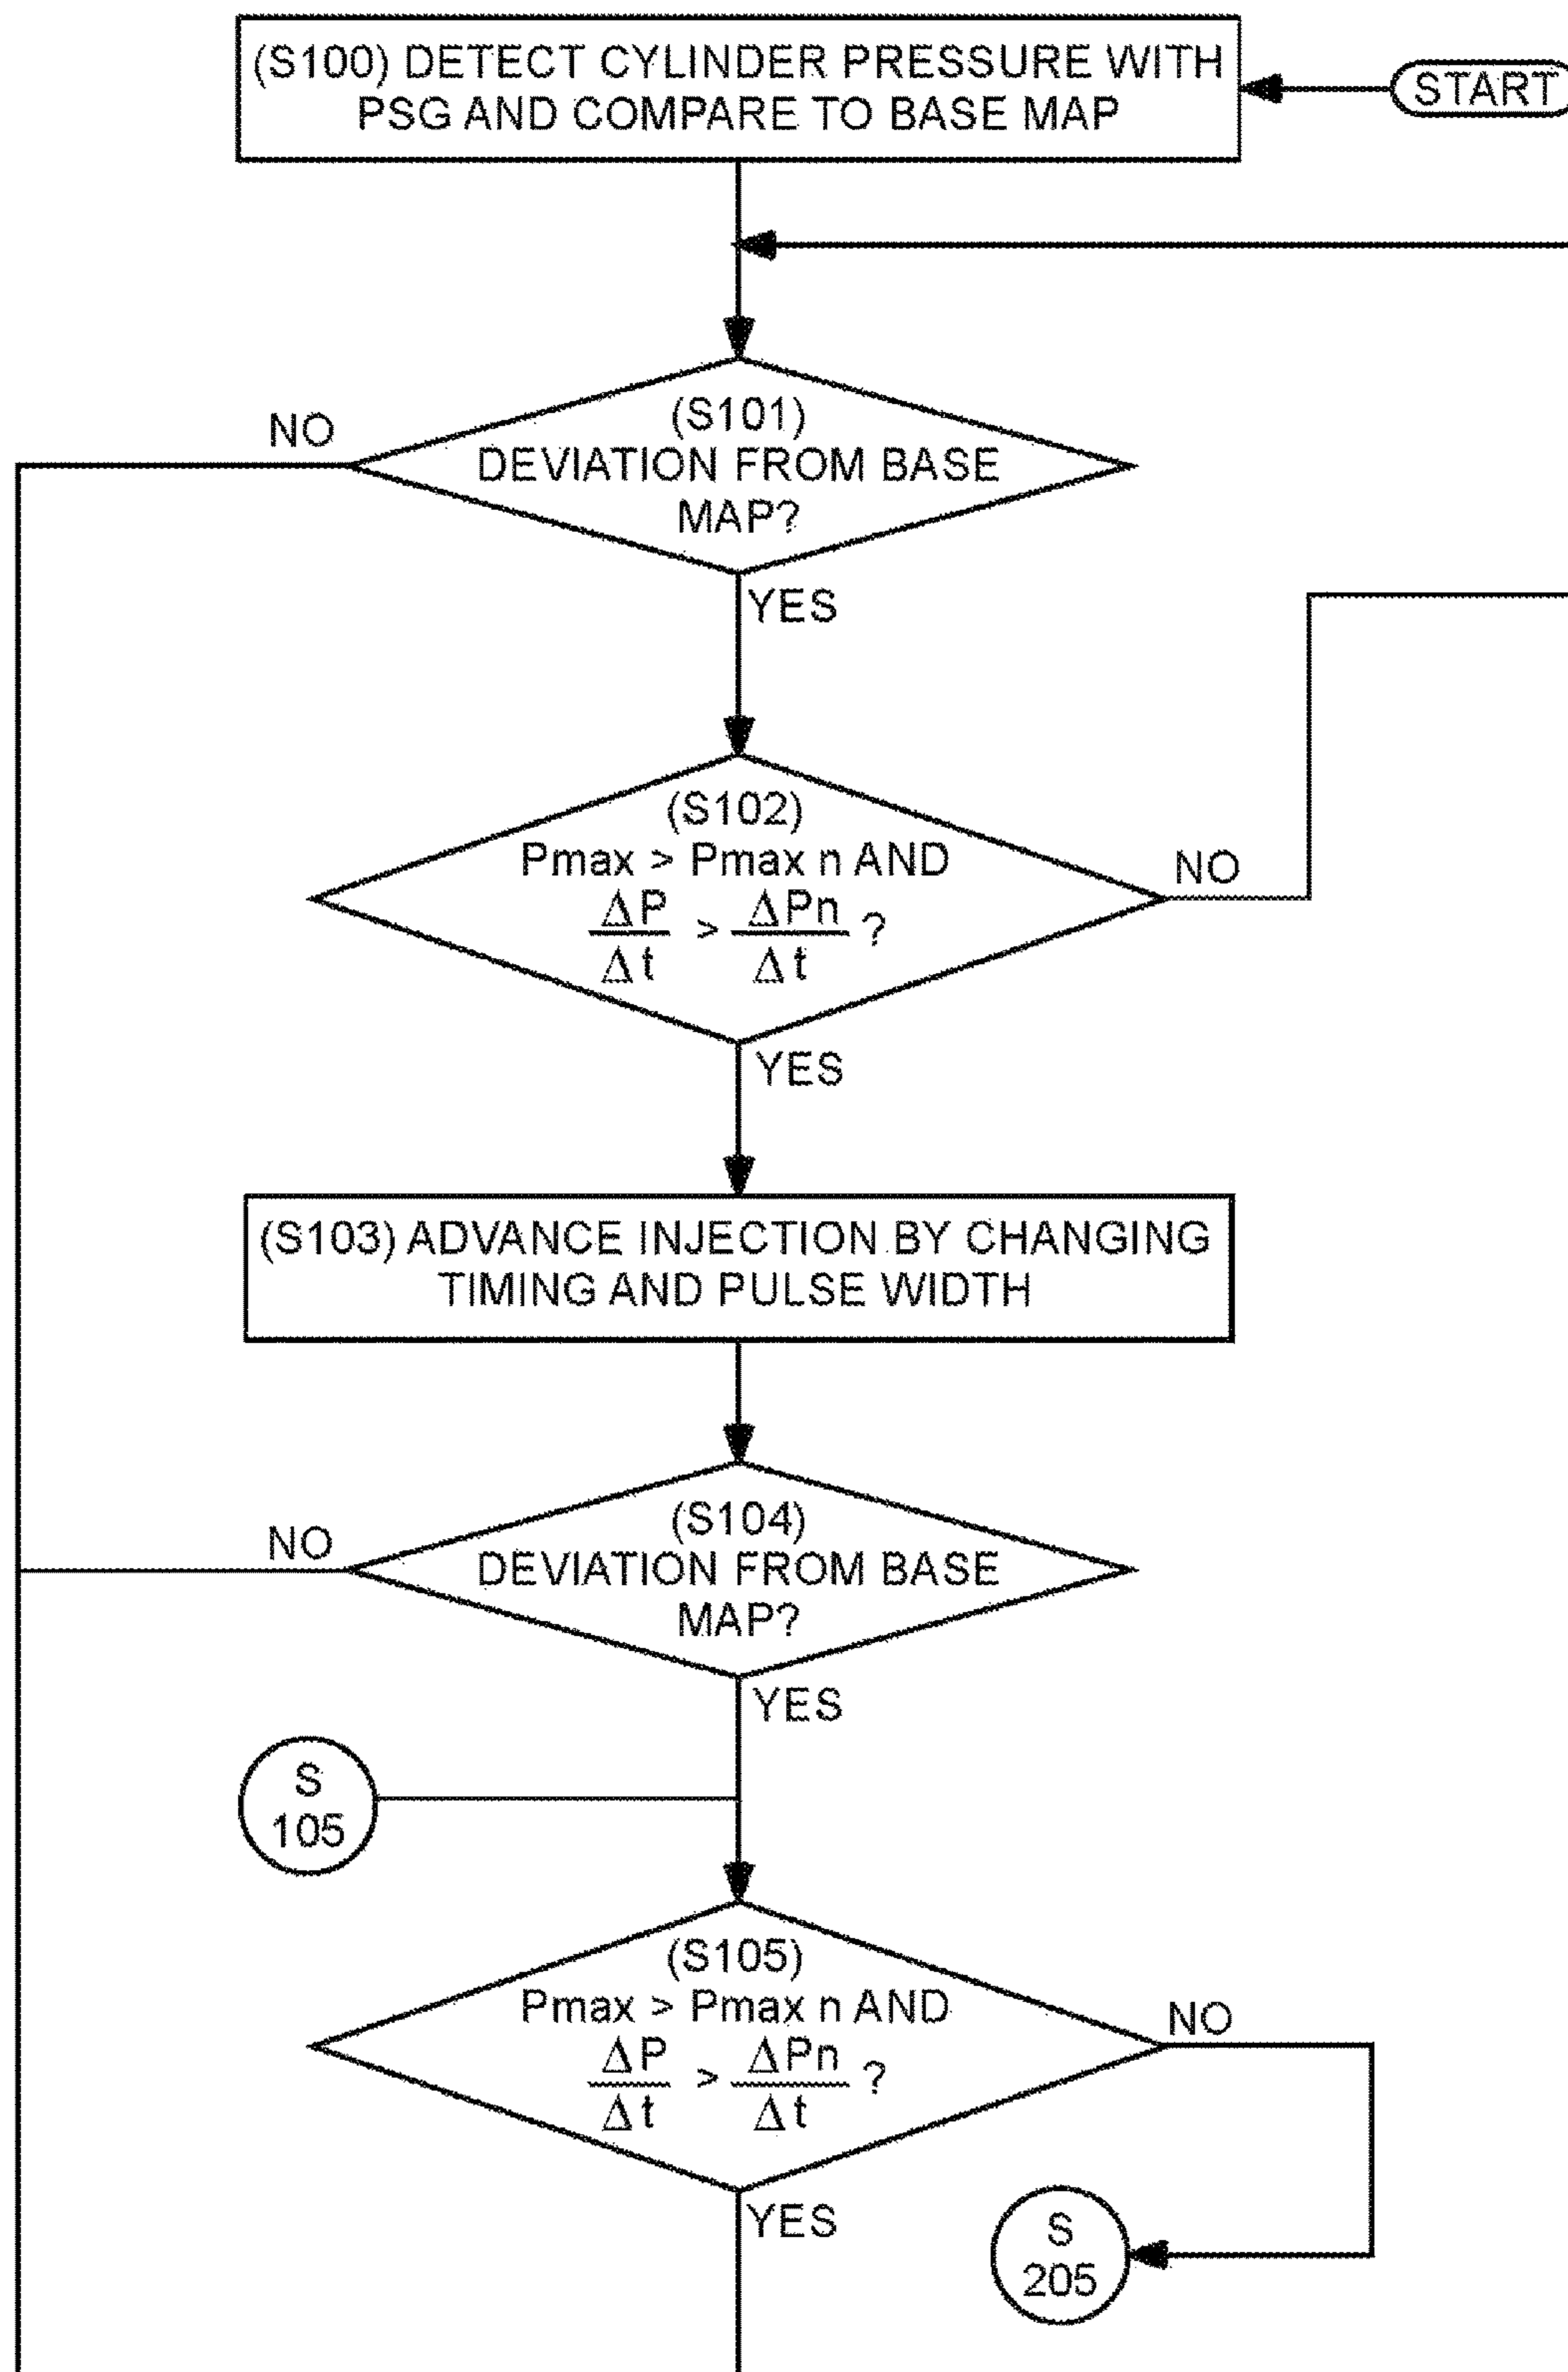 (S100) DETECT CYLINDER PRESSURE WITH
PSG AND COMPARE TO BASE MAP
START
(S101)
DEVIATION FROM BASE
MAP?
NO
YES
(S102)
Pmax > Pmax n AND
ΔP/Δt > ΔPn/Δt ?
NO
YES
(S103) ADVANCE INJECTION BY CHANGING
TIMING AND PULSE WIDTH
(S104)
DEVIATION FROM BASE
MAP?
NO
YES
S
105
(S105)
Pmax > Pmax n AND
ΔP/Δt > ΔPn/Δt ?
NO
YES
S
205